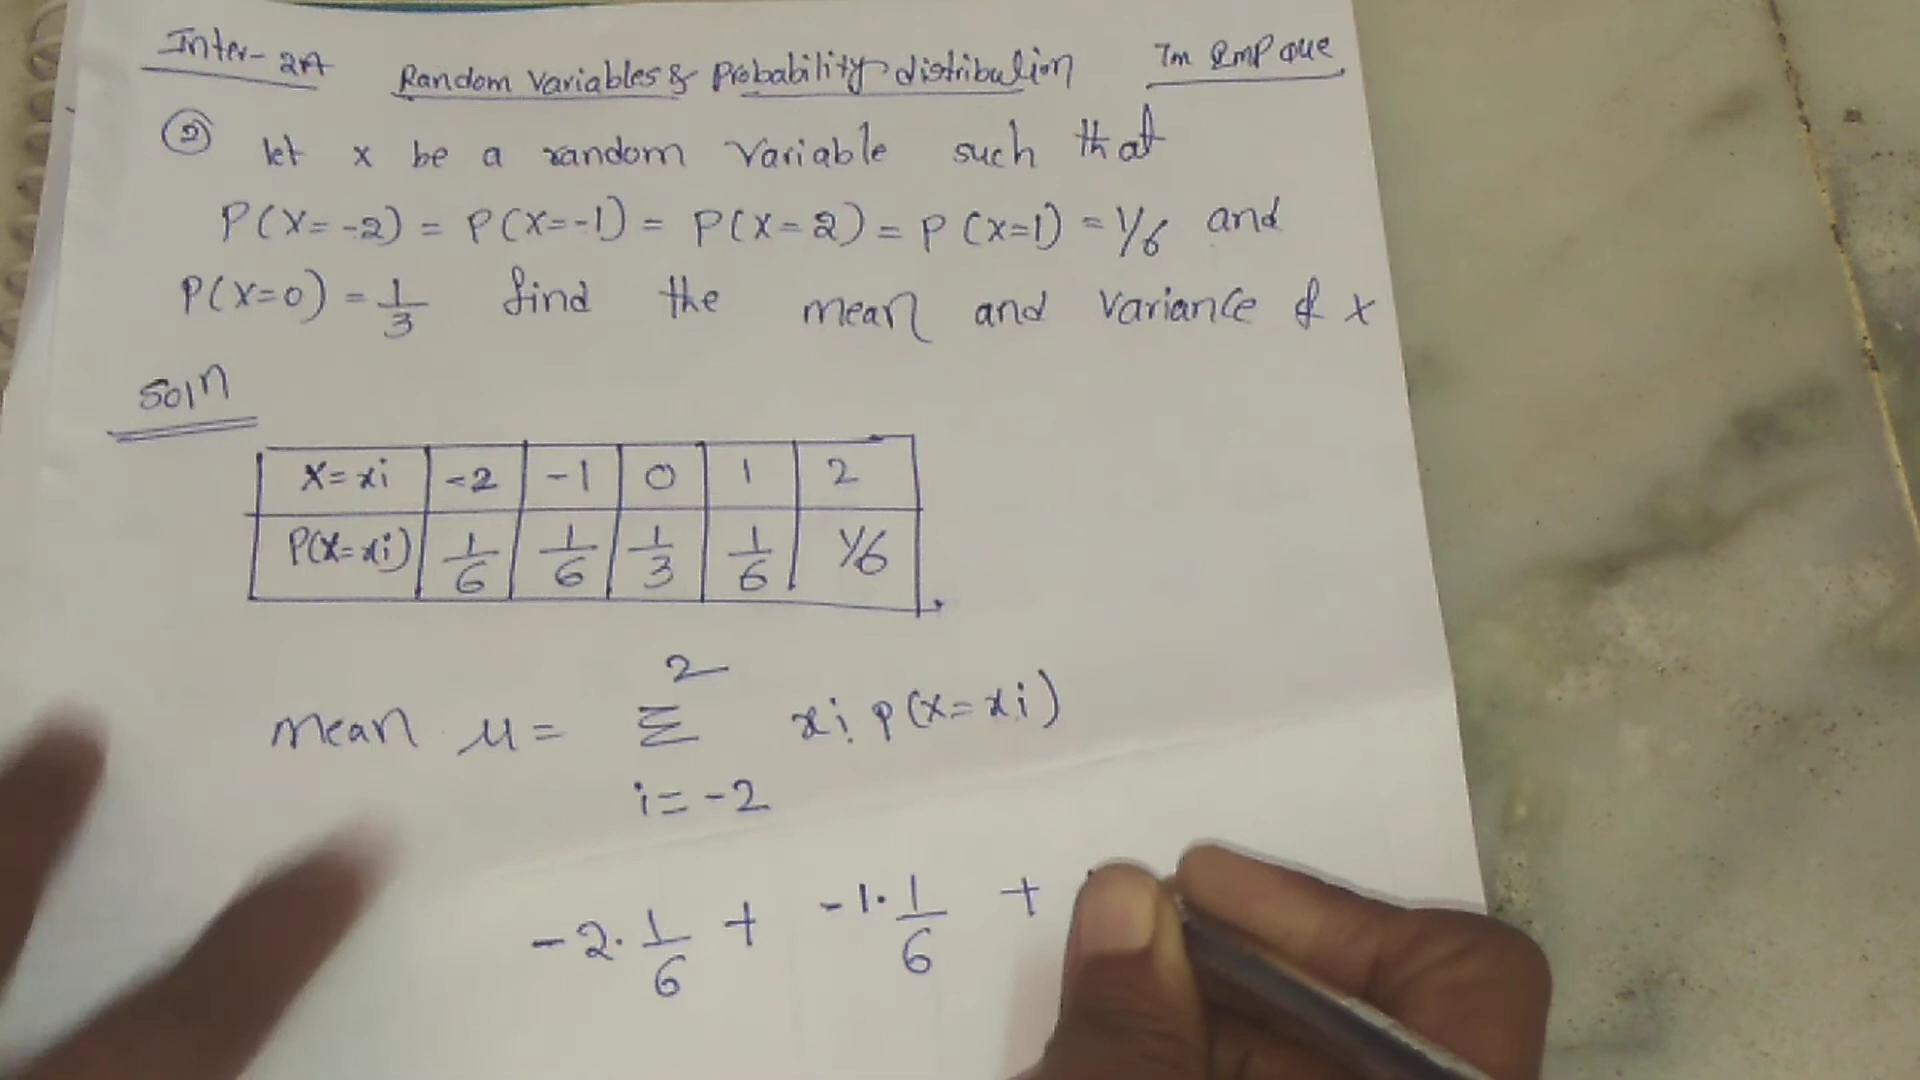 Inter-2A Random Variables & Probability distribution Im Imp que
② let x be a random variable such that
P(X=-2) = P(X=-1) = P(X=2) = P(X=1) = 1/6 and
P(X=0) = 1/3 find the mean and variance of x
Soln
X=xi -2 -1 0 1 2
P(X=xi) 1/6 1/6 1/3 1/6 1/6
2
mean μ = Σ xi P(X=xi)
i=-2
-2. 1/6 + -1. 1/6 +